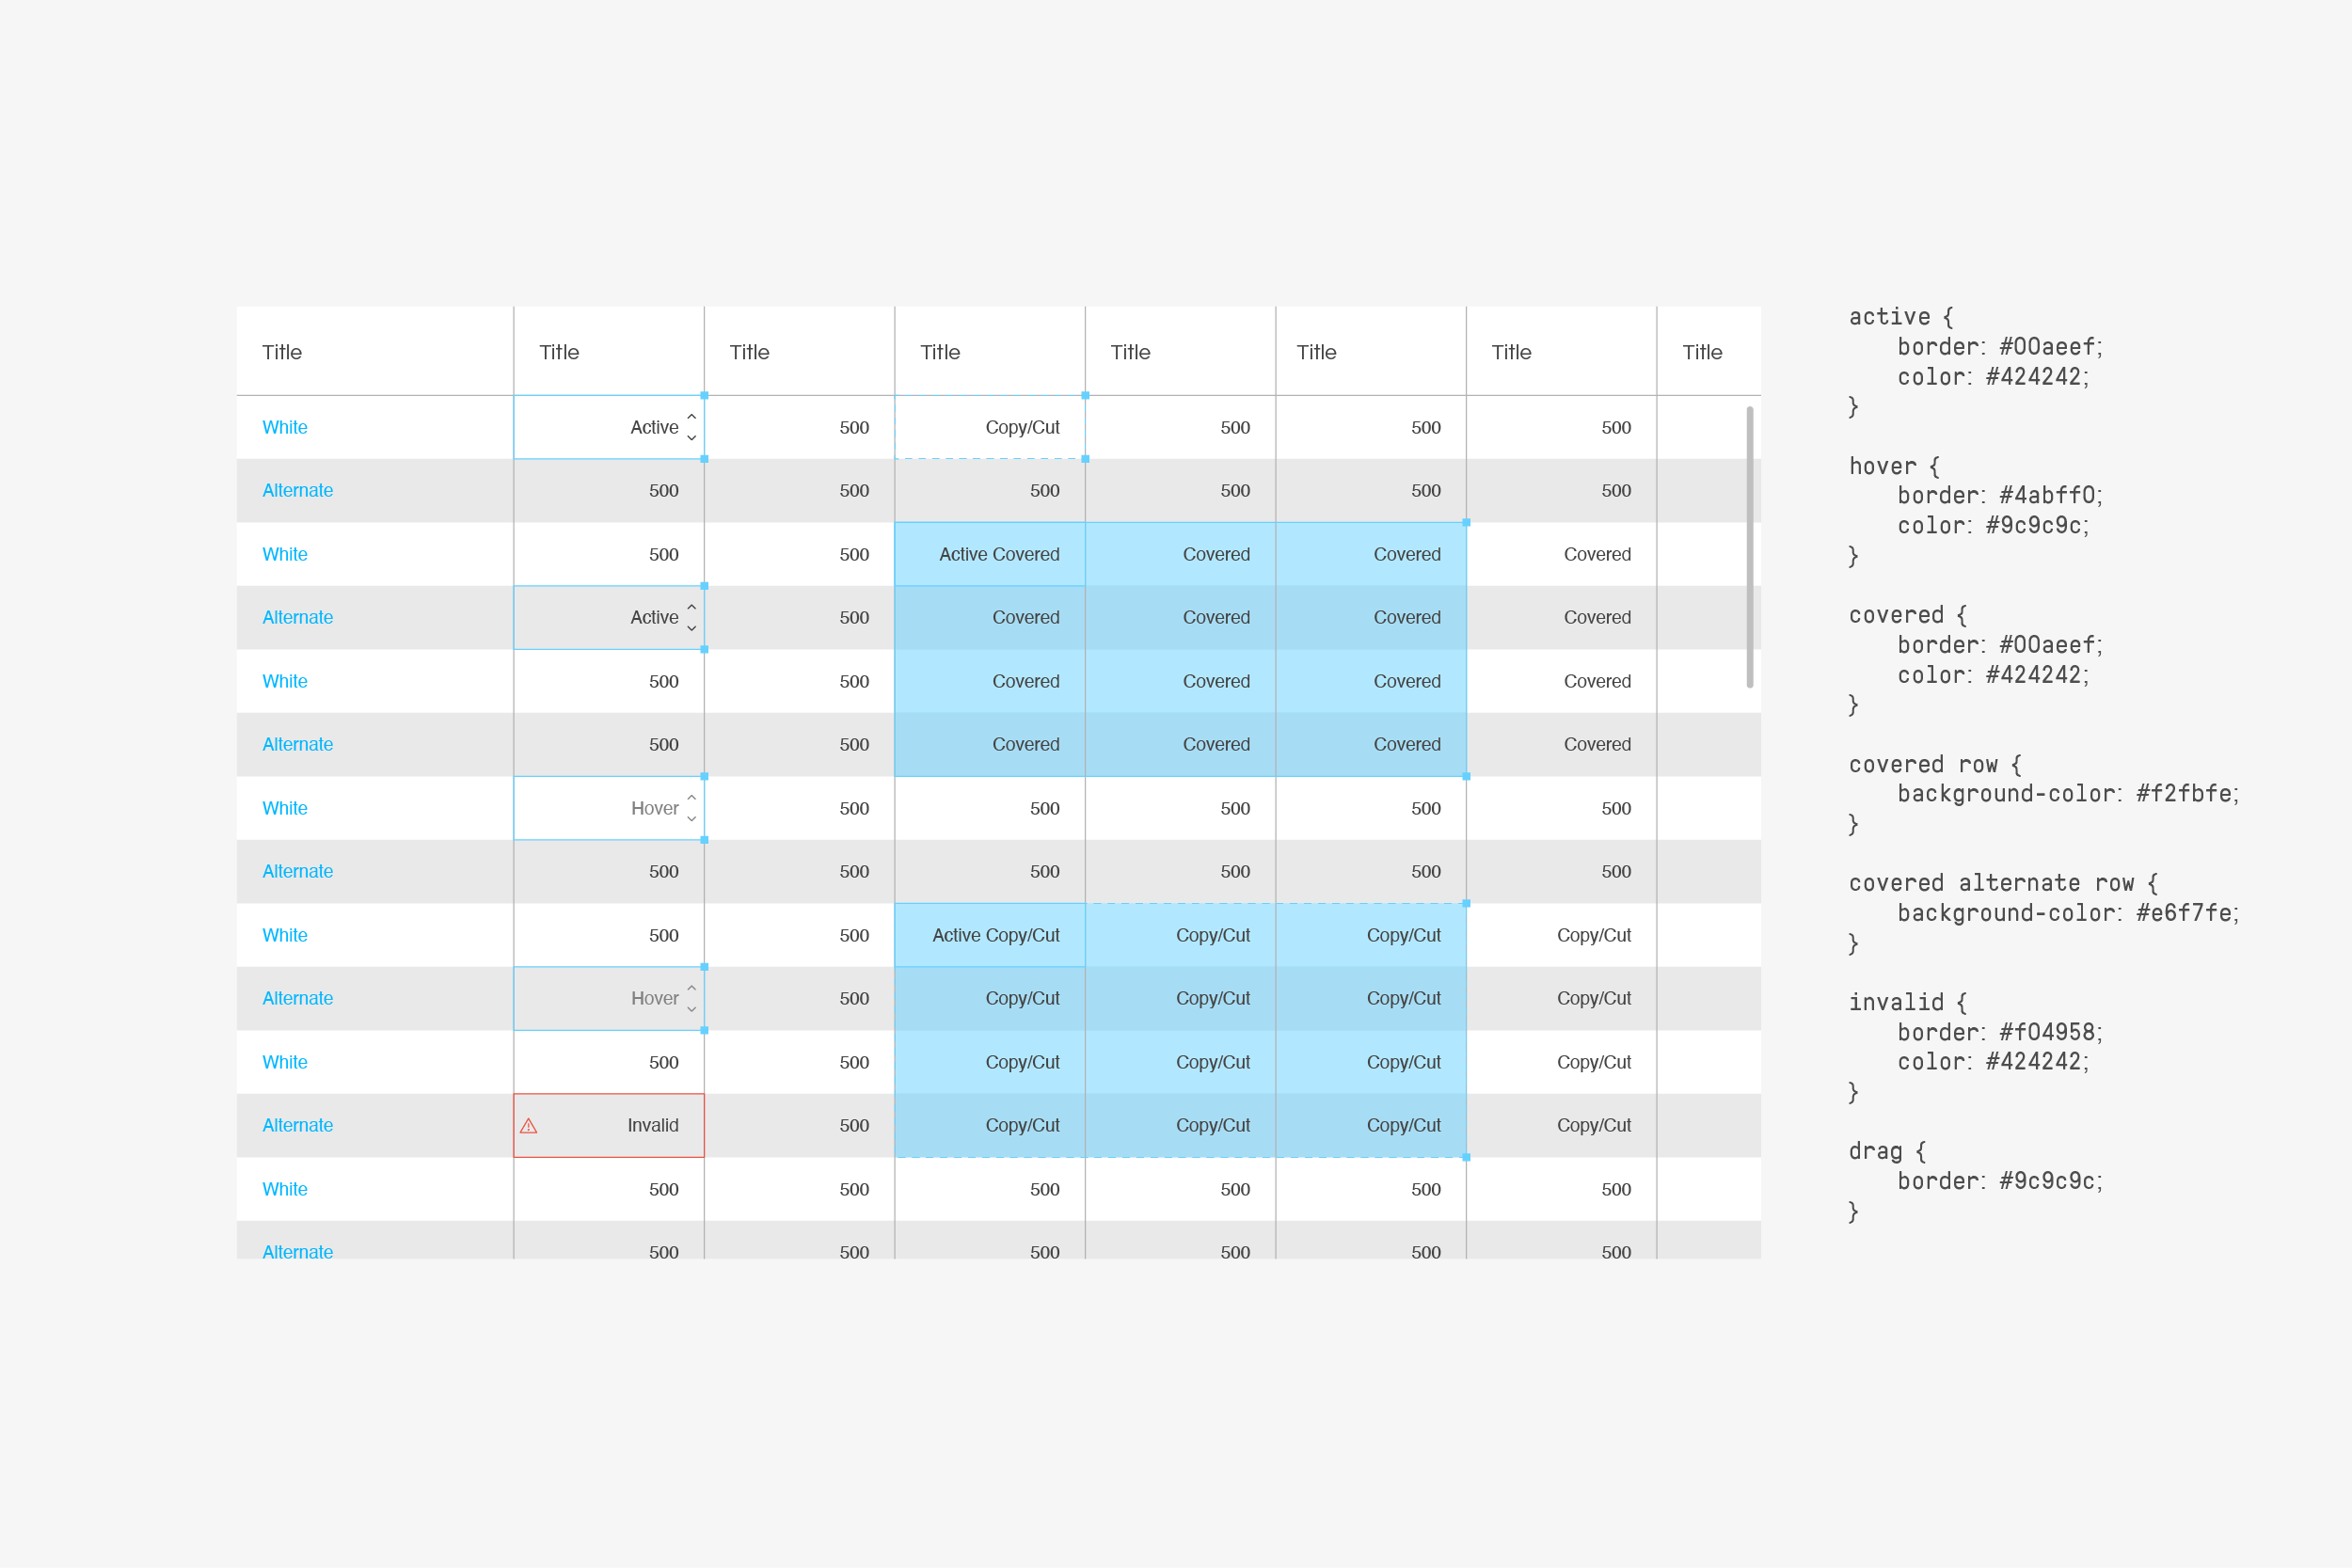 Title Title Title Title Title Title Title Title
White Active 500 Copy/Cut 500 500 500
Alternate 500 500 500 500 500 500
White 500 500 Active Covered Covered Covered Covered
Alternate Active 500 Covered Covered Covered Covered
White 500 500 Covered Covered Covered Covered
Alternate 500 500 Covered Covered Covered Covered
White Hover 500 500 500 500 500
Alternate 500 500 500 500 500 500
White 500 500 Active Copy/Cut Copy/Cut Copy/Cut Copy/Cut
Alternate Hover 500 Copy/Cut Copy/Cut Copy/Cut Copy/Cut
White 500 500 Copy/Cut Copy/Cut Copy/Cut Copy/Cut
Alternate Invalid 500 Copy/Cut Copy/Cut Copy/Cut Copy/Cut
White 500 500 500 500 500 500
Alternate 500 500 500 500 500 500
active {
border: #00aeef;
color: #424242;
}
hover {
border: #4abff0;
color: #9c9c9c;
}
covered {
border: #00aeef;
color: #424242;
}
covered row {
background-color: #f2fbfe;
}
covered alternate row {
background-color: #e6f7fe;
}
invalid {
border: #f04958;
color: #424242;
}
drag {
border: #9c9c9c;
}